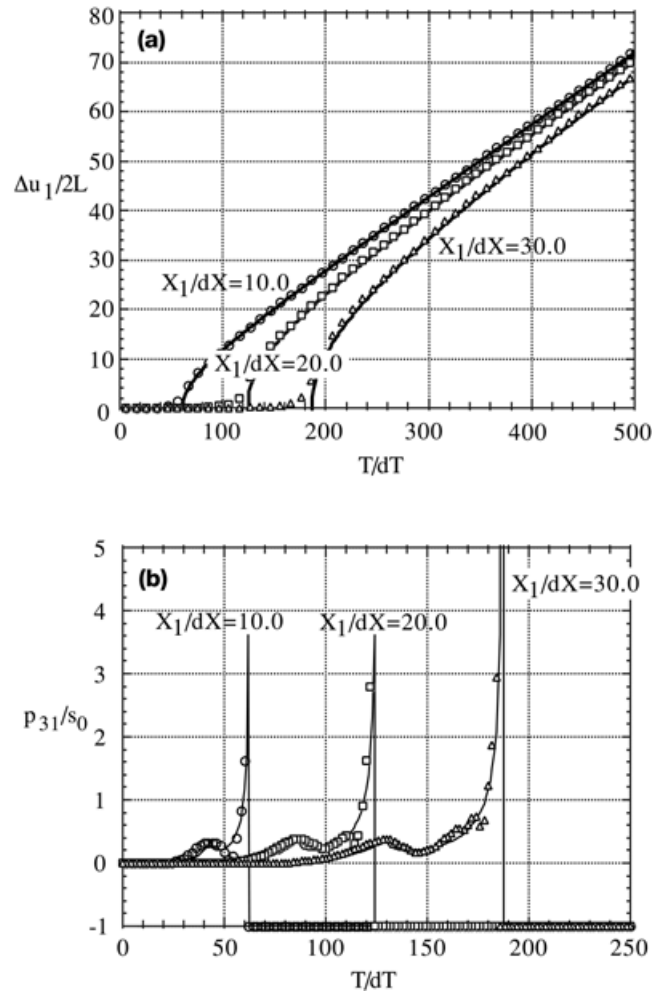 80
(a)
70
60
50
Δu₁/2L
40
30
X₁/dX=30.0
X₁/dX=10.0
20
10
X₁/dX=20.0
0
0 100 200 300 400 500
T/dT
5
(b)
X₁/dX=30.0
4
X₁/dX=10.0 X₁/dX=20.0
3
p₃₁/s₀
2
1
0
-1
0 50 100 150 200 250
T/dT